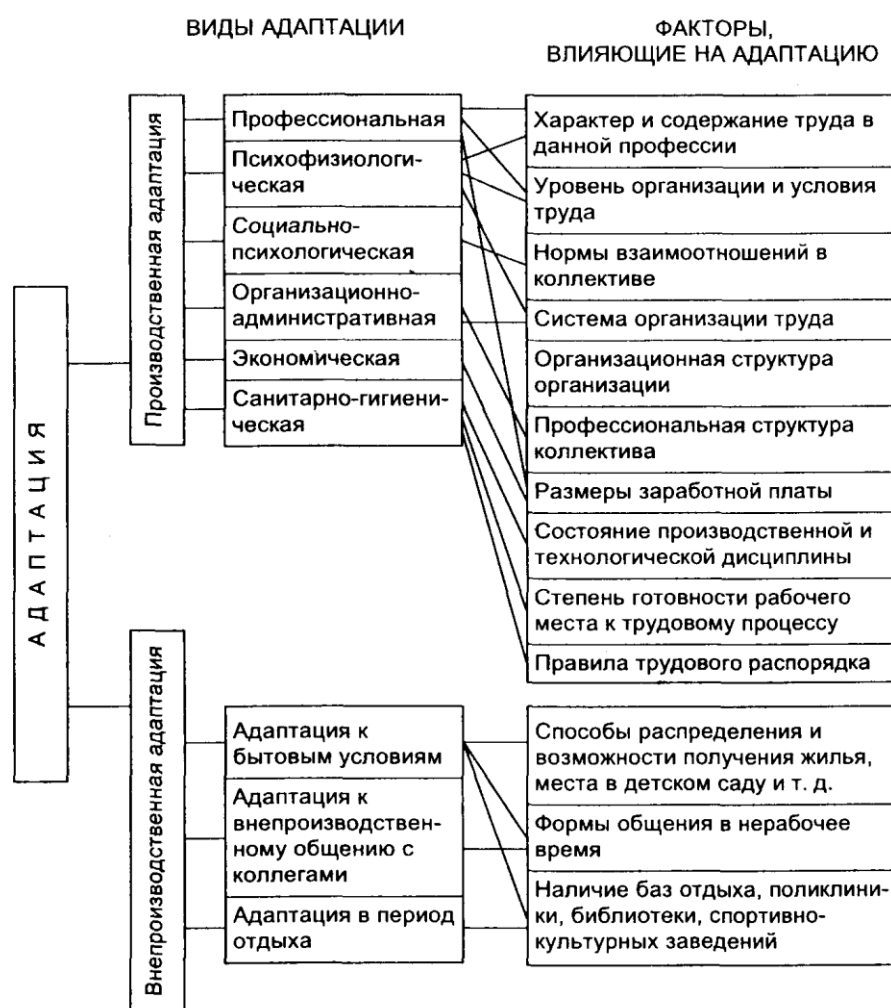 ВИДЫ АДАПТАЦИИ
ФАКТОРЫ,
ВЛИЯЮЩИЕ НА АДАПТАЦИЮ
АДАПТАЦИЯ
Производственная адаптация
Профессиональная
Психофизиологи-
ческая
Социально-
психологическая
Организационно-
административная
Экономическая
Санитарно-гигиени-
ческая
Характер и содержание труда в
данной профессии
Уровень организации и условия
труда
Нормы взаимоотношений в
коллективе
Система организации труда
Организационная структура
организации
Профессиональная структура
коллектива
Размеры заработной платы
Состояние производственной и
технологической дисциплины
Степень готовности рабочего
места к трудовому процессу
Правила трудового распорядка
Внепроизводственная адаптация
Адаптация к
бытовым условиям
Адаптация к
внепроизводствен-
ному общению с
коллегами
Адаптация в период
отдыха
Способы распределения и
возможности получения жилья,
места в детском саду и т. д.
Формы общения в нерабочее
время
Наличие баз отдыха, поликлини-
ки, библиотеки, спортивно-
культурных заведений